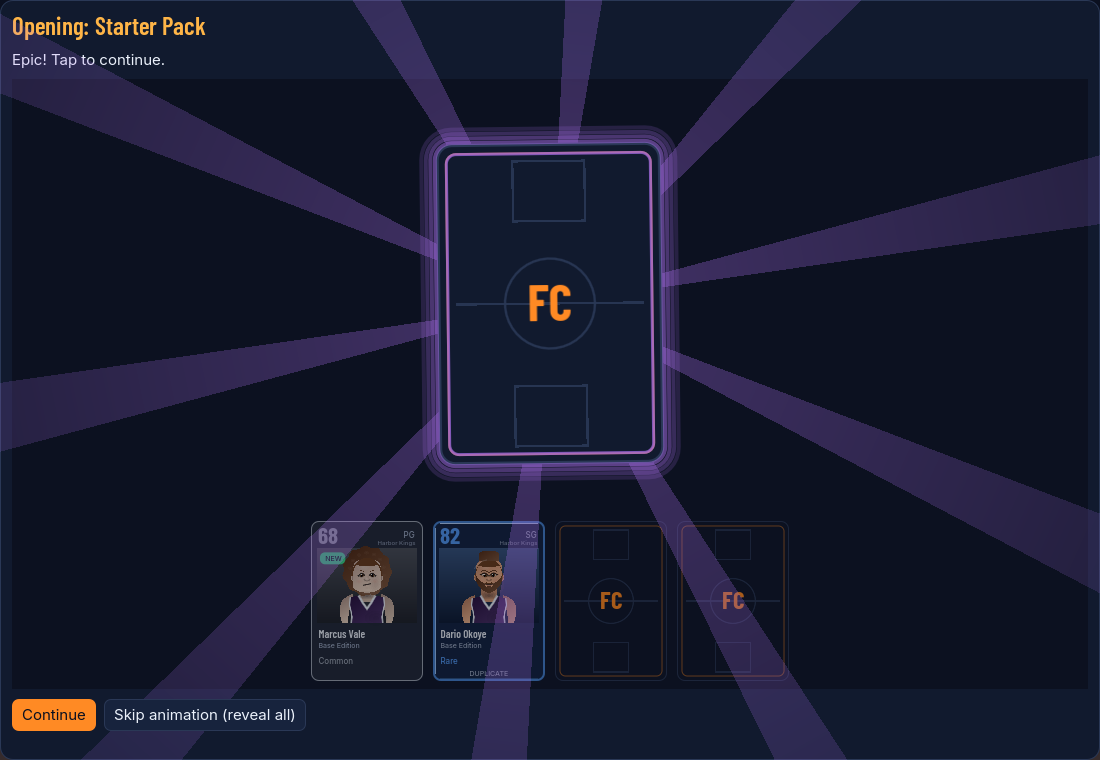 Opening: Starter Pack
Epic! Tap to continue.
FC
68
PG
Harbor Kings
NEW
Marcus Vale
Base Edition
Common
82
SG
Harbor Kings
Dario Okoye
Base Edition
Rare
DUPLICATE
FC
FC
Continue
Skip animation (reveal all)